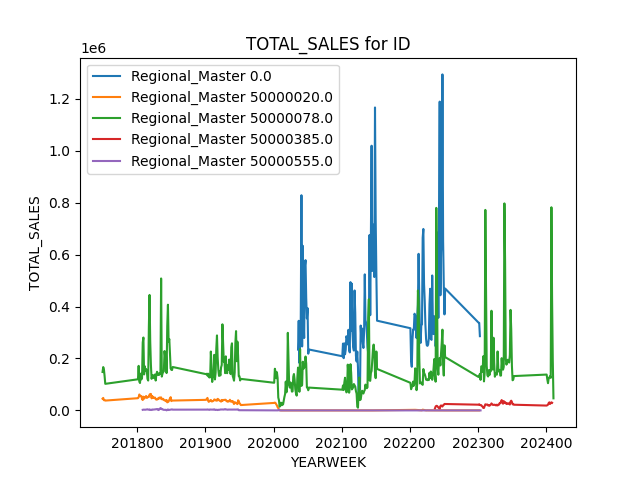 TOTAL_SALES for ID
1e6
Regional_Master 0.0
Regional_Master 50000020.0
Regional_Master 50000078.0
Regional_Master 50000385.0
Regional_Master 50000555.0
1.2
1.0
0.8
0.6
0.4
0.2
0.0
TOTAL_SALES
201800 201900 202000 202100 202200 202300 202400
YEARWEEK